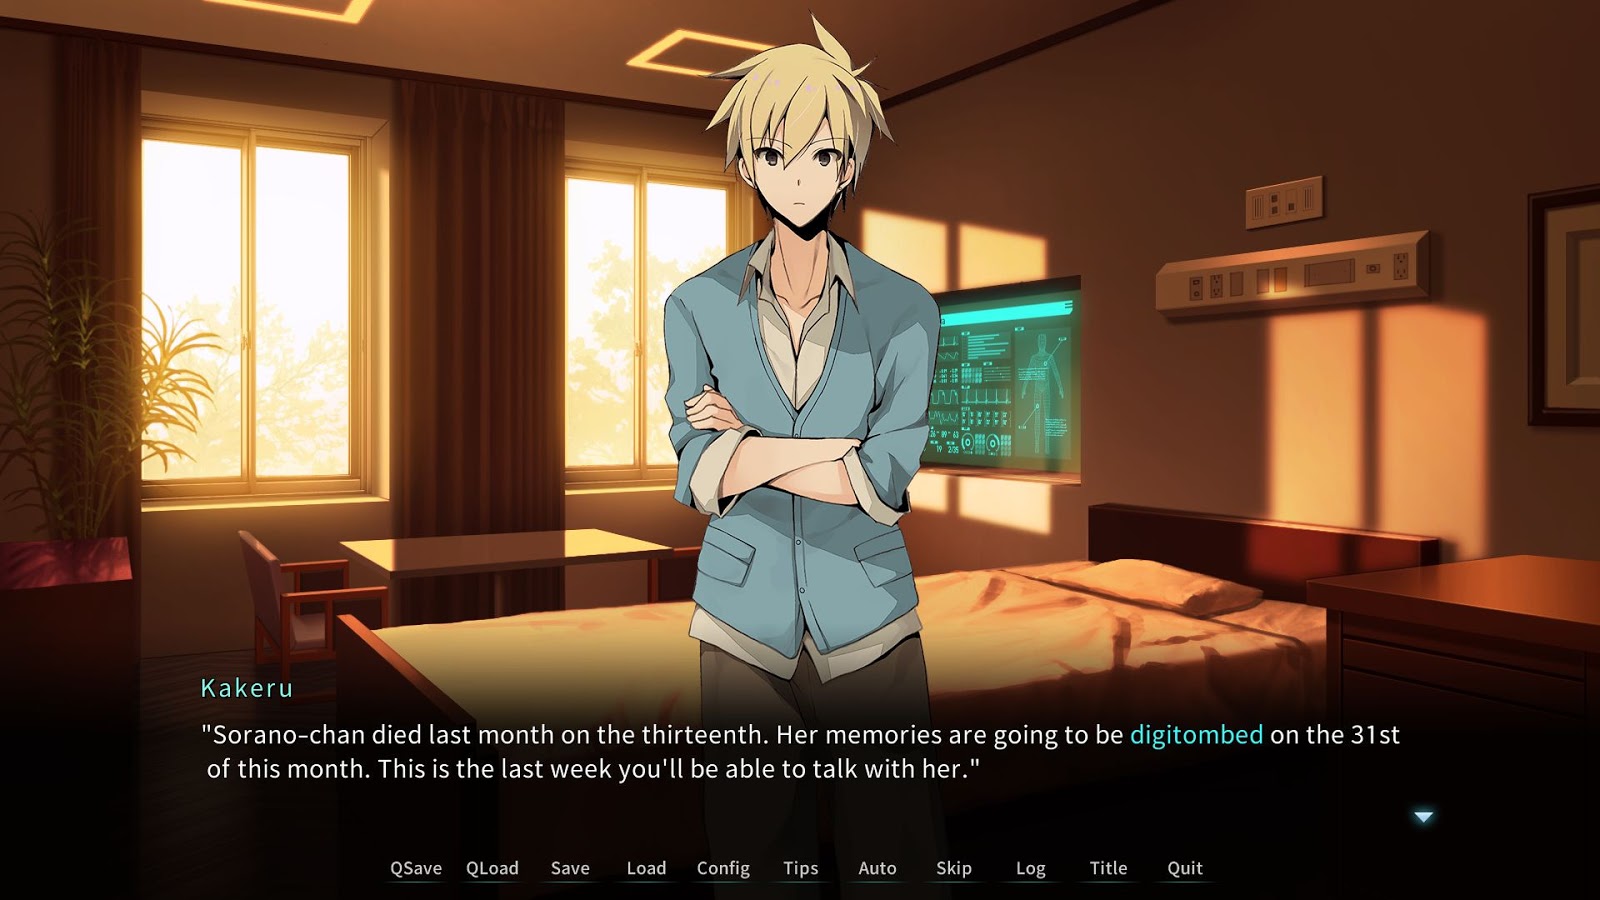 Kakeru
"Sorano-chan died last month on the thirteenth. Her memories are going to be digitombed on the 31st
of this month. This is the last week you'll be able to talk with her."
QSave QLoad Save Load Config Tips Auto Skip Log Title Quit